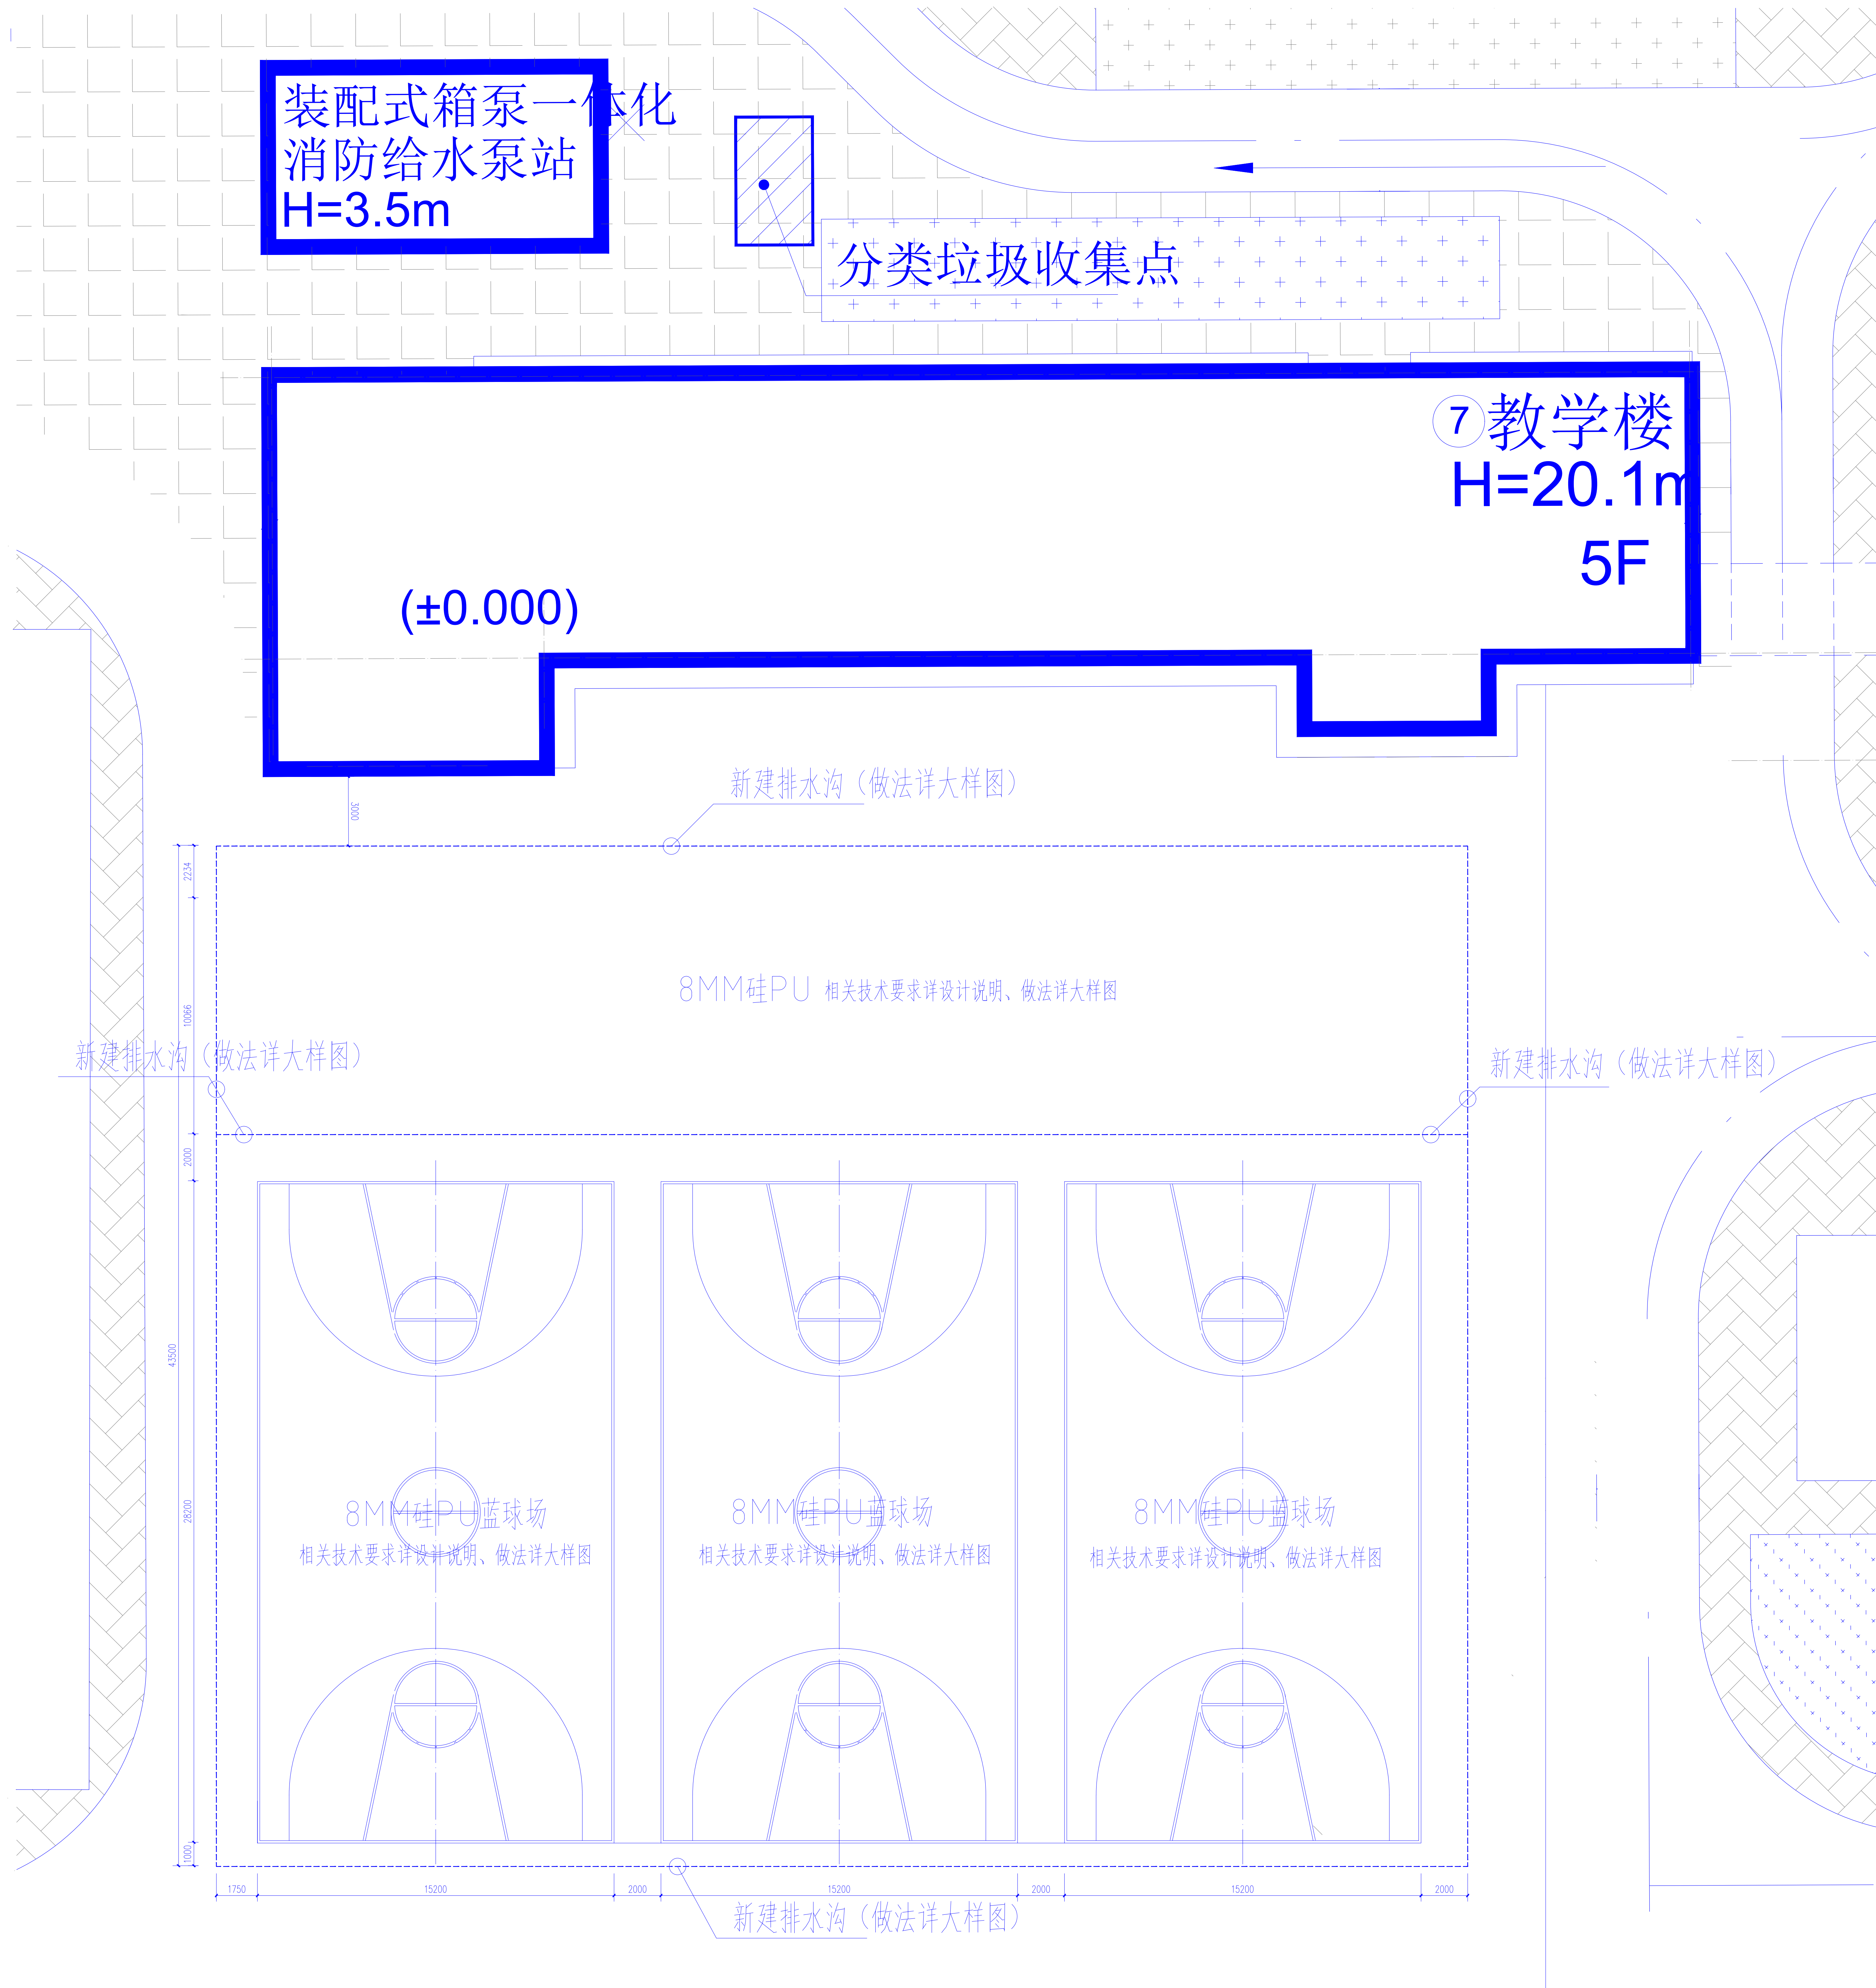 装配式箱泵一体化
消防给水泵站
H=3.5m
分类垃圾收集点
7 教学楼
H=20.1m
5F
(±0.000)
3000
新建排水沟（做法详大样图）
2234
8MM硅PU 相关技术要求详设计说明、做法详大样图
10066
新建排水沟（做法详大样图）
新建排水沟（做法详大样图）
2000
43500
28200
8MM硅PU蓝球场
相关技术要求详设计说明、做法详大样图
8MM硅PU蓝球场
相关技术要求详设计说明、做法详大样图
8MM硅PU蓝球场
相关技术要求详设计说明、做法详大样图
1000
1750 15200 2000 15200 2000 15200 2000
新建排水沟（做法详大样图）